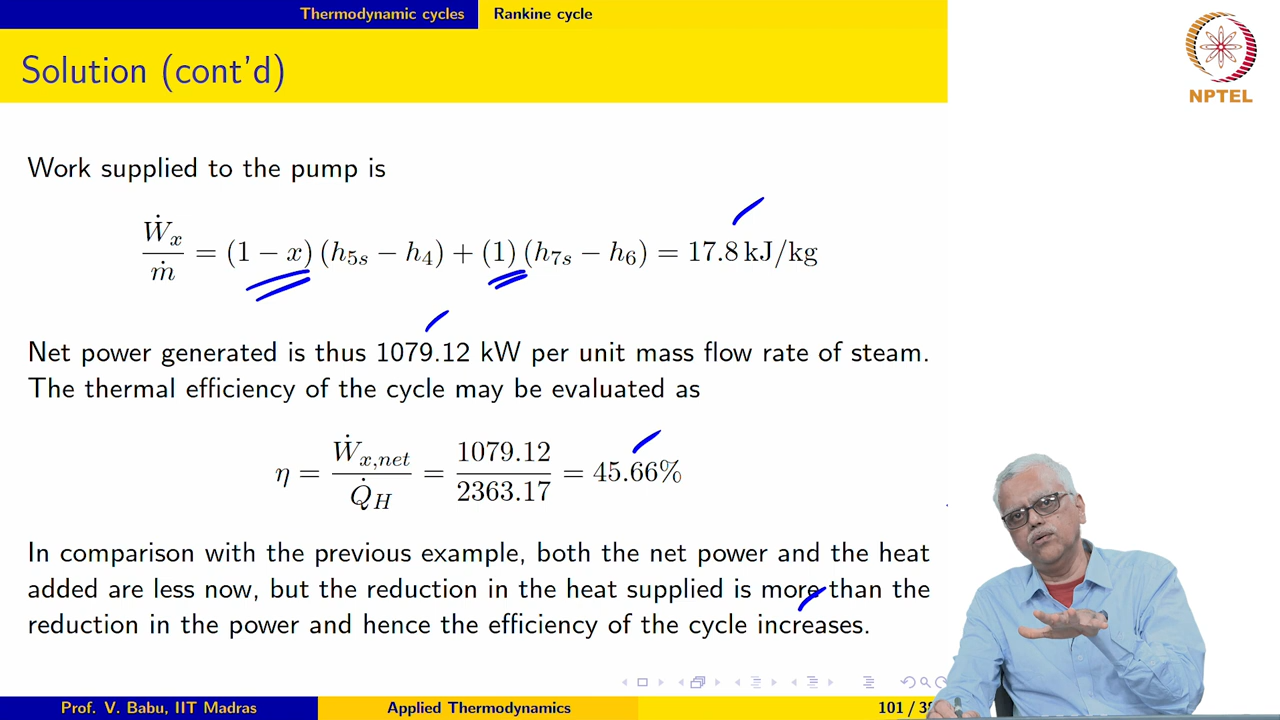 Thermodynamic cycles Rankine cycle
Solution (cont'd)
NPTEL
Work supplied to the pump is
Ẇₓ/ṁ = (1 − x) (h₅ₛ − h₄) + (1) (h₇ₛ − h₆) = 17.8 kJ/kg
Net power generated is thus 1079.12 kW per unit mass flow rate of steam.
The thermal efficiency of the cycle may be evaluated as
η = Ẇ_{x,net}/Q̇_H = 1079.12/2363.17 = 45.66%
In comparison with the previous example, both the net power and the heat
added are less now, but the reduction in the heat supplied is more than the
reduction in the power and hence the efficiency of the cycle increases.
Prof. V. Babu, IIT Madras Applied Thermodynamics 101 /